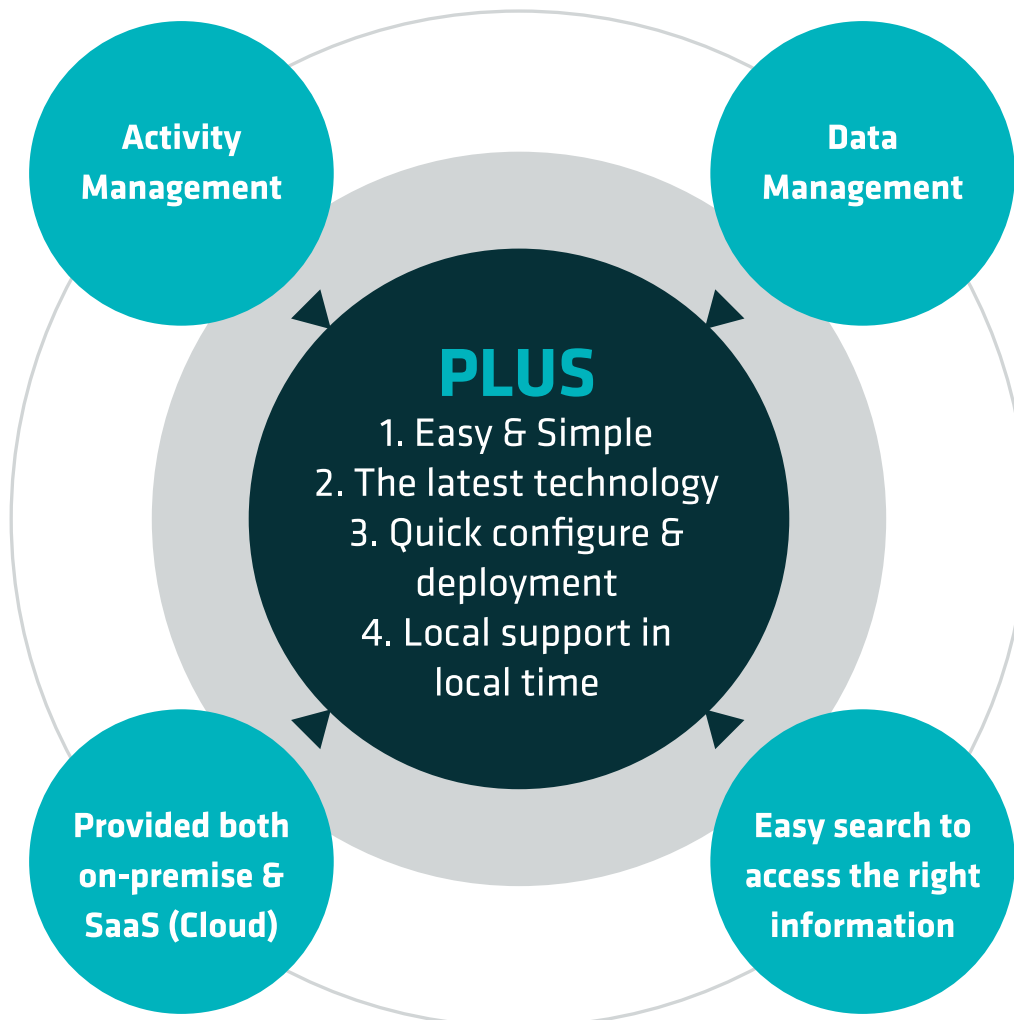 Activity
Management
Data
Management
PLUS
1. Easy & Simple
2. The latest technology
3. Quick configure &
deployment
4. Local support in
local time
Provided both
on-premise &
SaaS (Cloud)
Easy search to
access the right
information